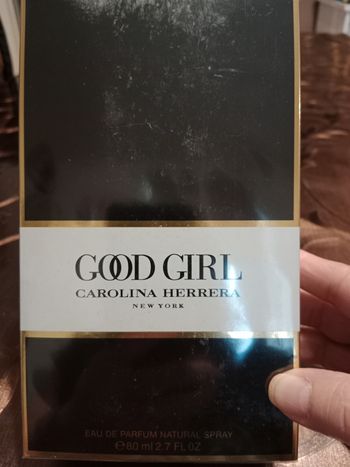 GOOD GIRL
CAROLINA HERRERA
NEW YORK
EAU DE PARFUM NATURAL SPRAY
℮80 ml 2.7 FL OZ